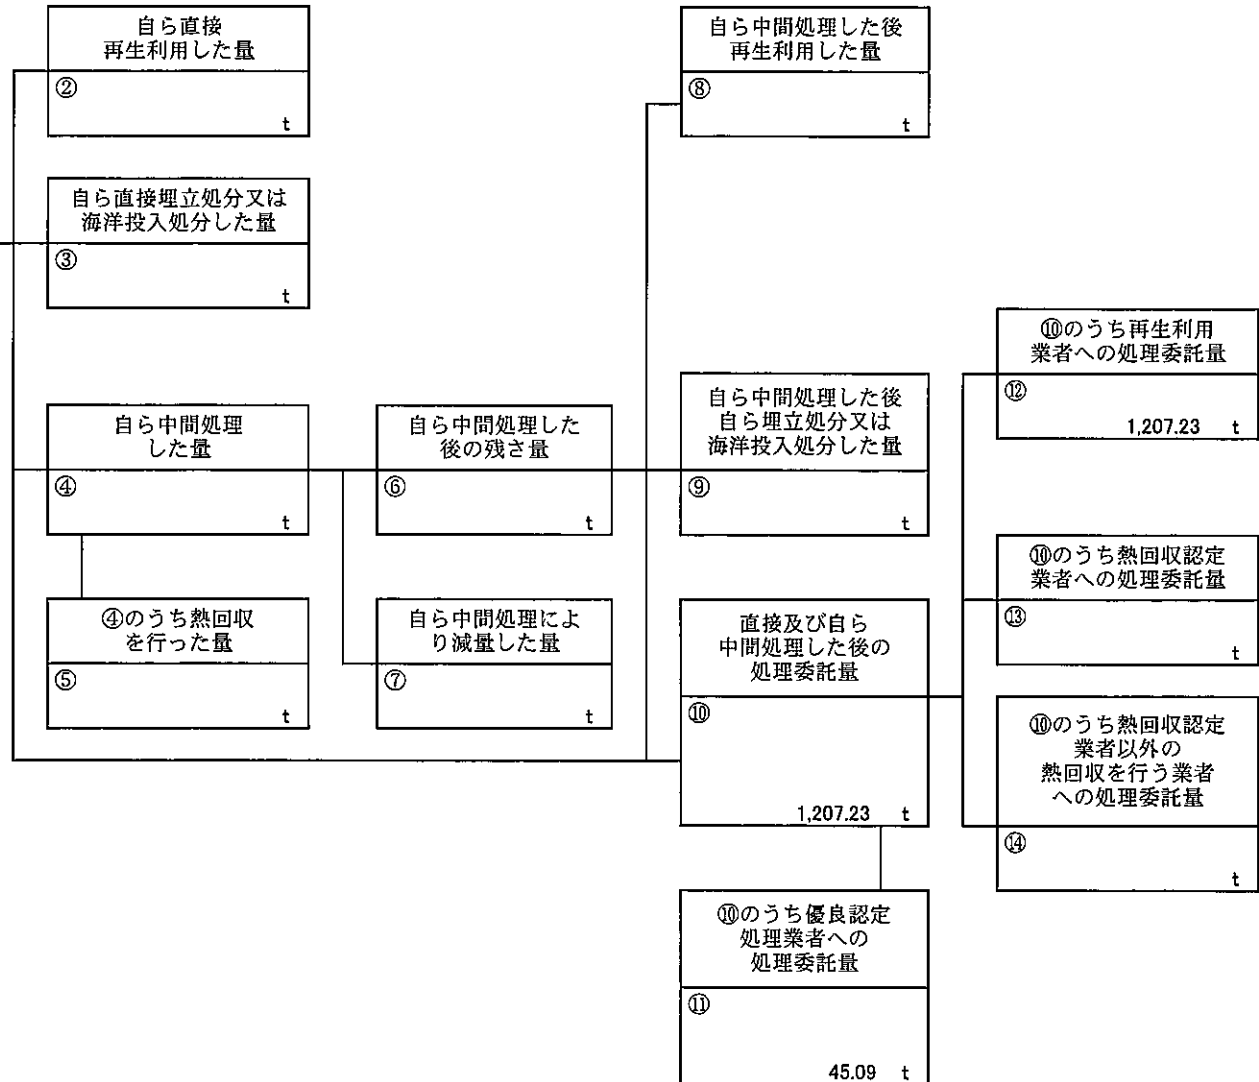 自ら直接
再生利用した量
②
t
自ら中間処理した後
再生利用した量
⑧
t
自ら直接埋立処分又は
海洋投入処分した量
③
t
⑩のうち再生利用
業者への処理委託量
⑫
1,207.23 t
自ら中間処理
した量
④
t
自ら中間処理した
後の残さ量
⑥
t
自ら中間処理した後
自ら埋立処分又は
海洋投入処分した量
⑨
t
⑩のうち熱回収認定
業者への処理委託量
⑬
t
④のうち熱回収
を行った量
⑤
t
自ら中間処理によ
り減量した量
⑦
t
直接及び自ら
中間処理した後の
処理委託量
⑩
1,207.23 t
⑩のうち熱回収認定
業者以外の
熱回収を行う業者
への処理委託量
⑭
t
⑩のうち優良認定
処理業者への
処理委託量
⑪
45.09 t